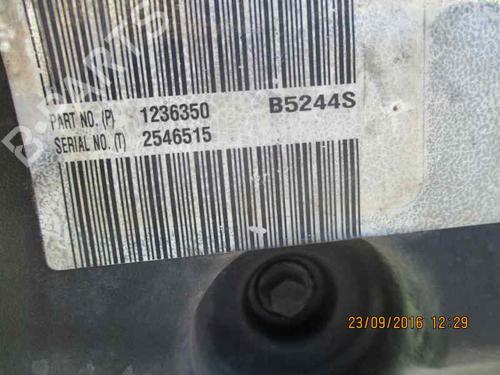 B-PARTS
PART NO. (P) 1236350 B5244S
SERIAL NO. (T) 2546515
23/09/2016 12:29